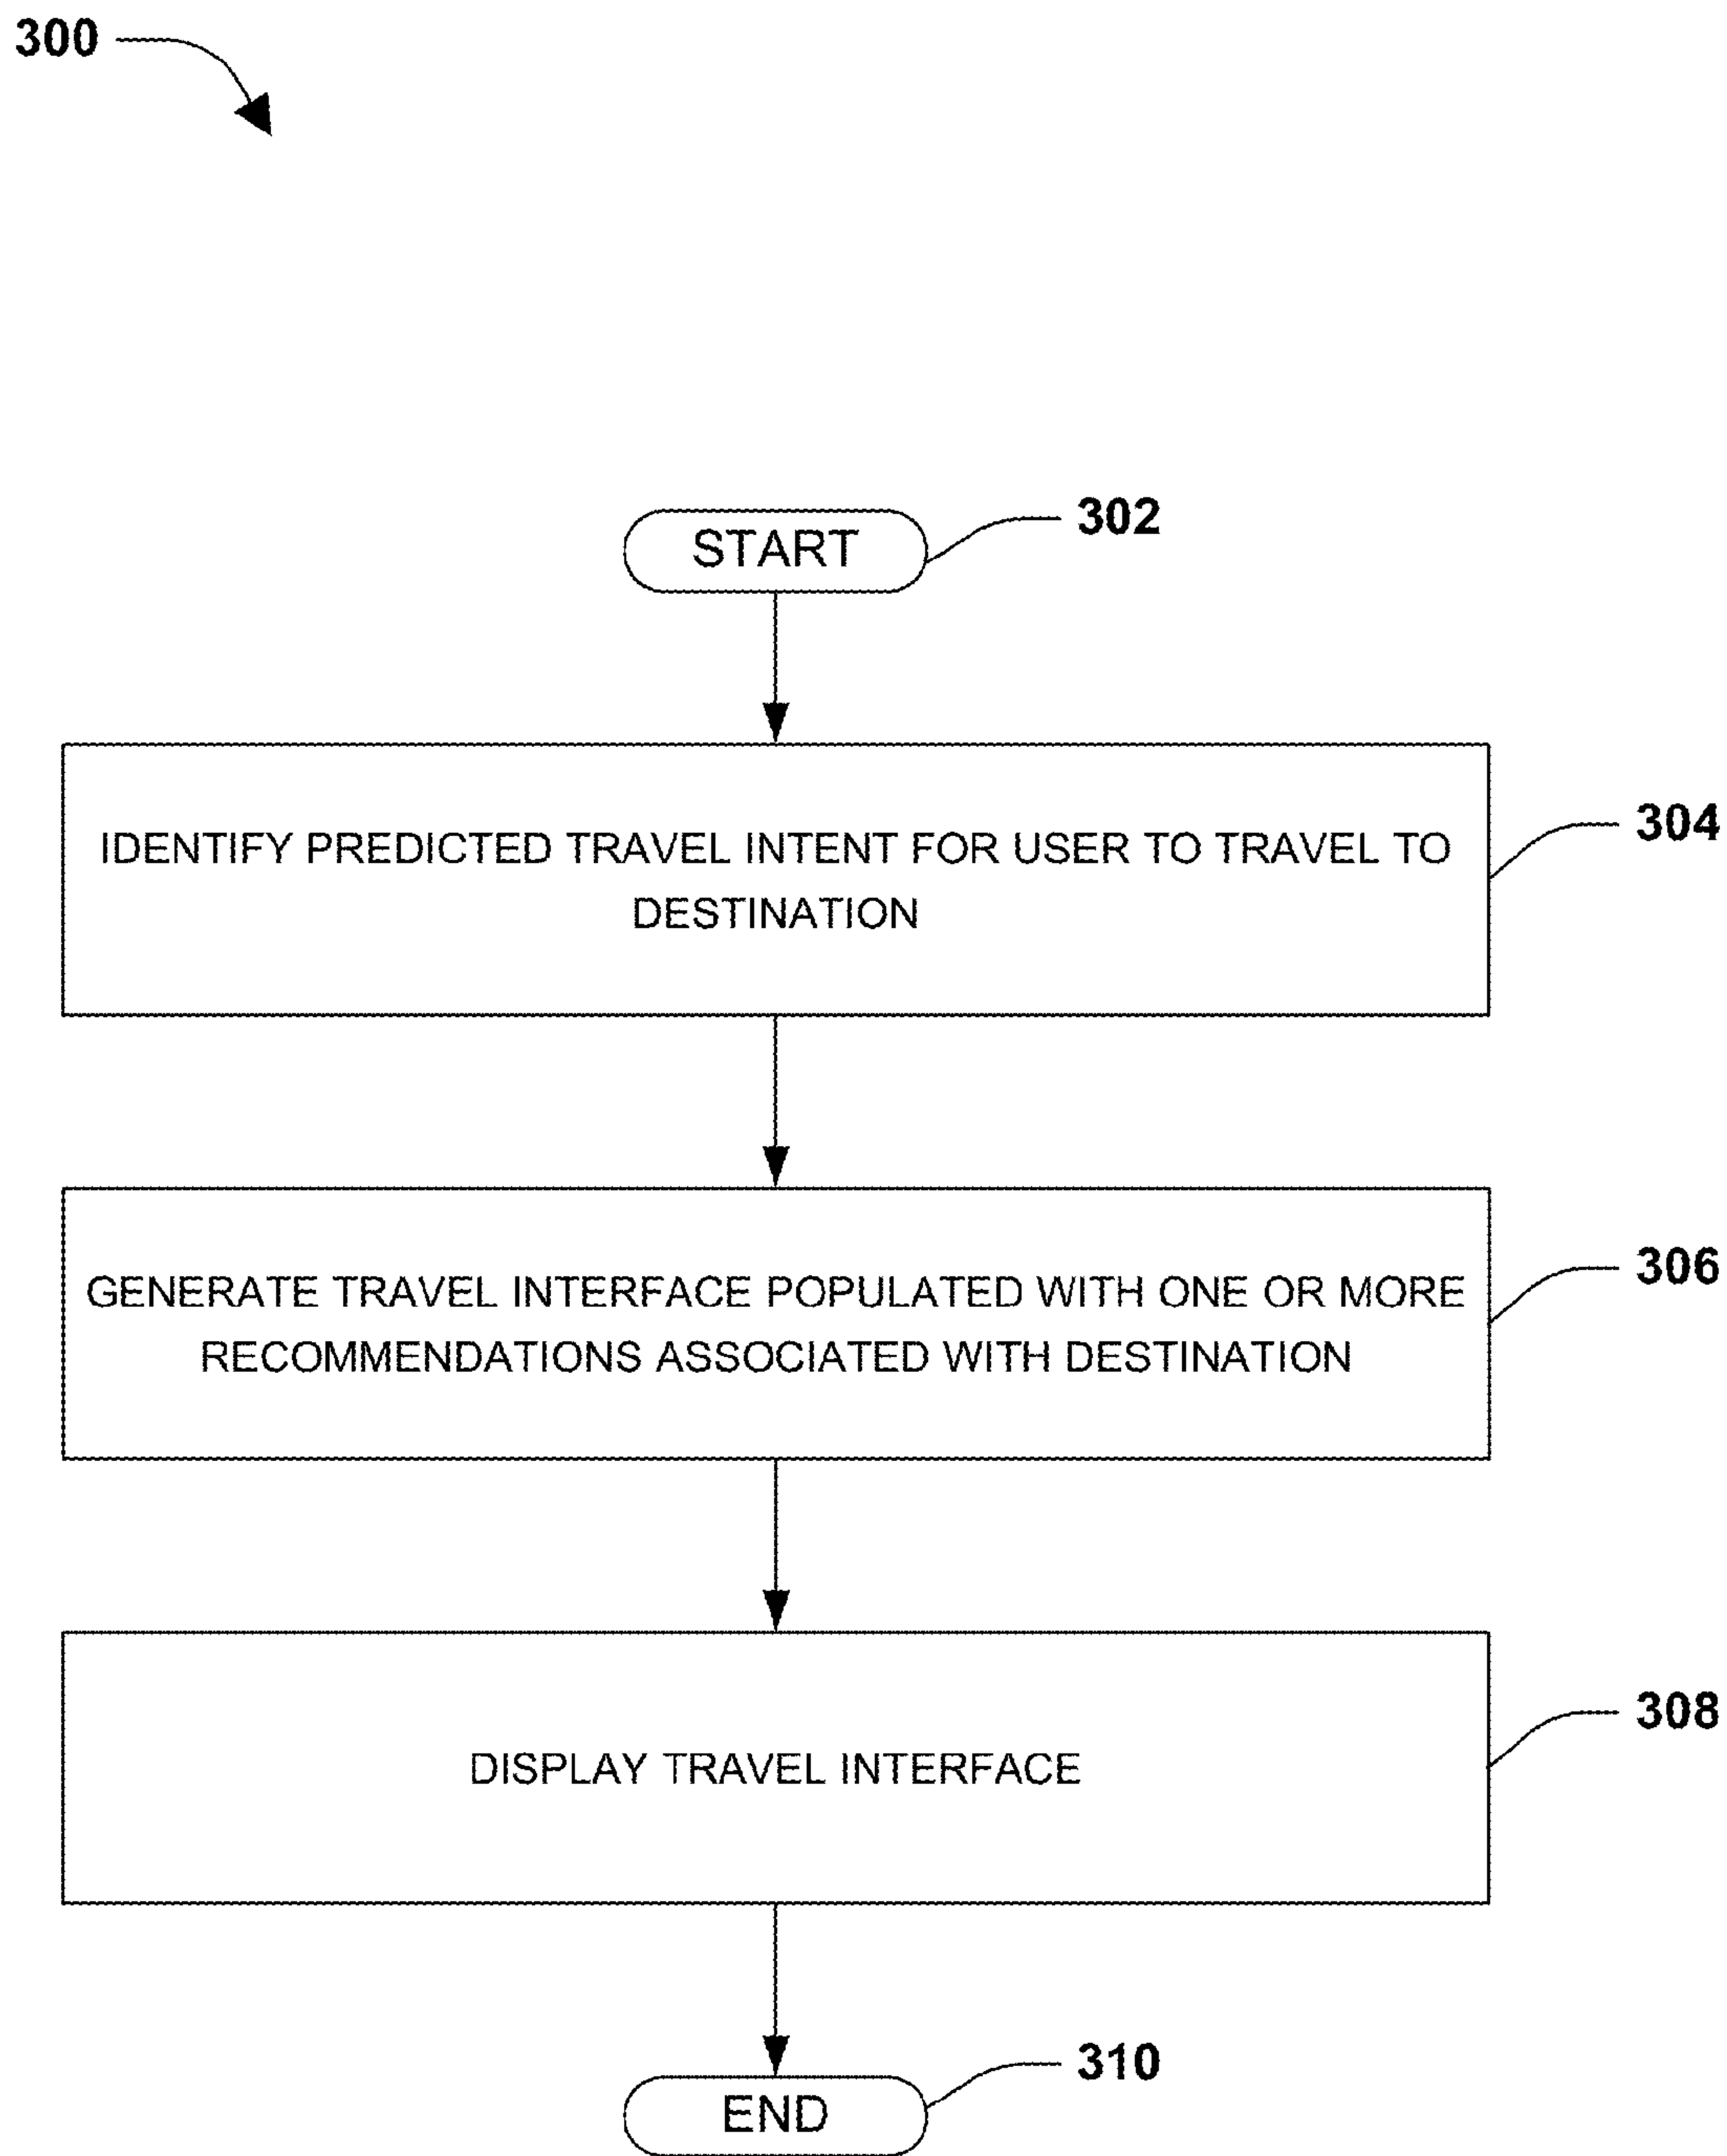 300
START
302
IDENTIFY PREDICTED TRAVEL INTENT FOR USER TO TRAVEL TO
DESTINATION
304
GENERATE TRAVEL INTERFACE POPULATED WITH ONE OR MORE
RECOMMENDATIONS ASSOCIATED WITH DESTINATION
306
DISPLAY TRAVEL INTERFACE
308
END
310